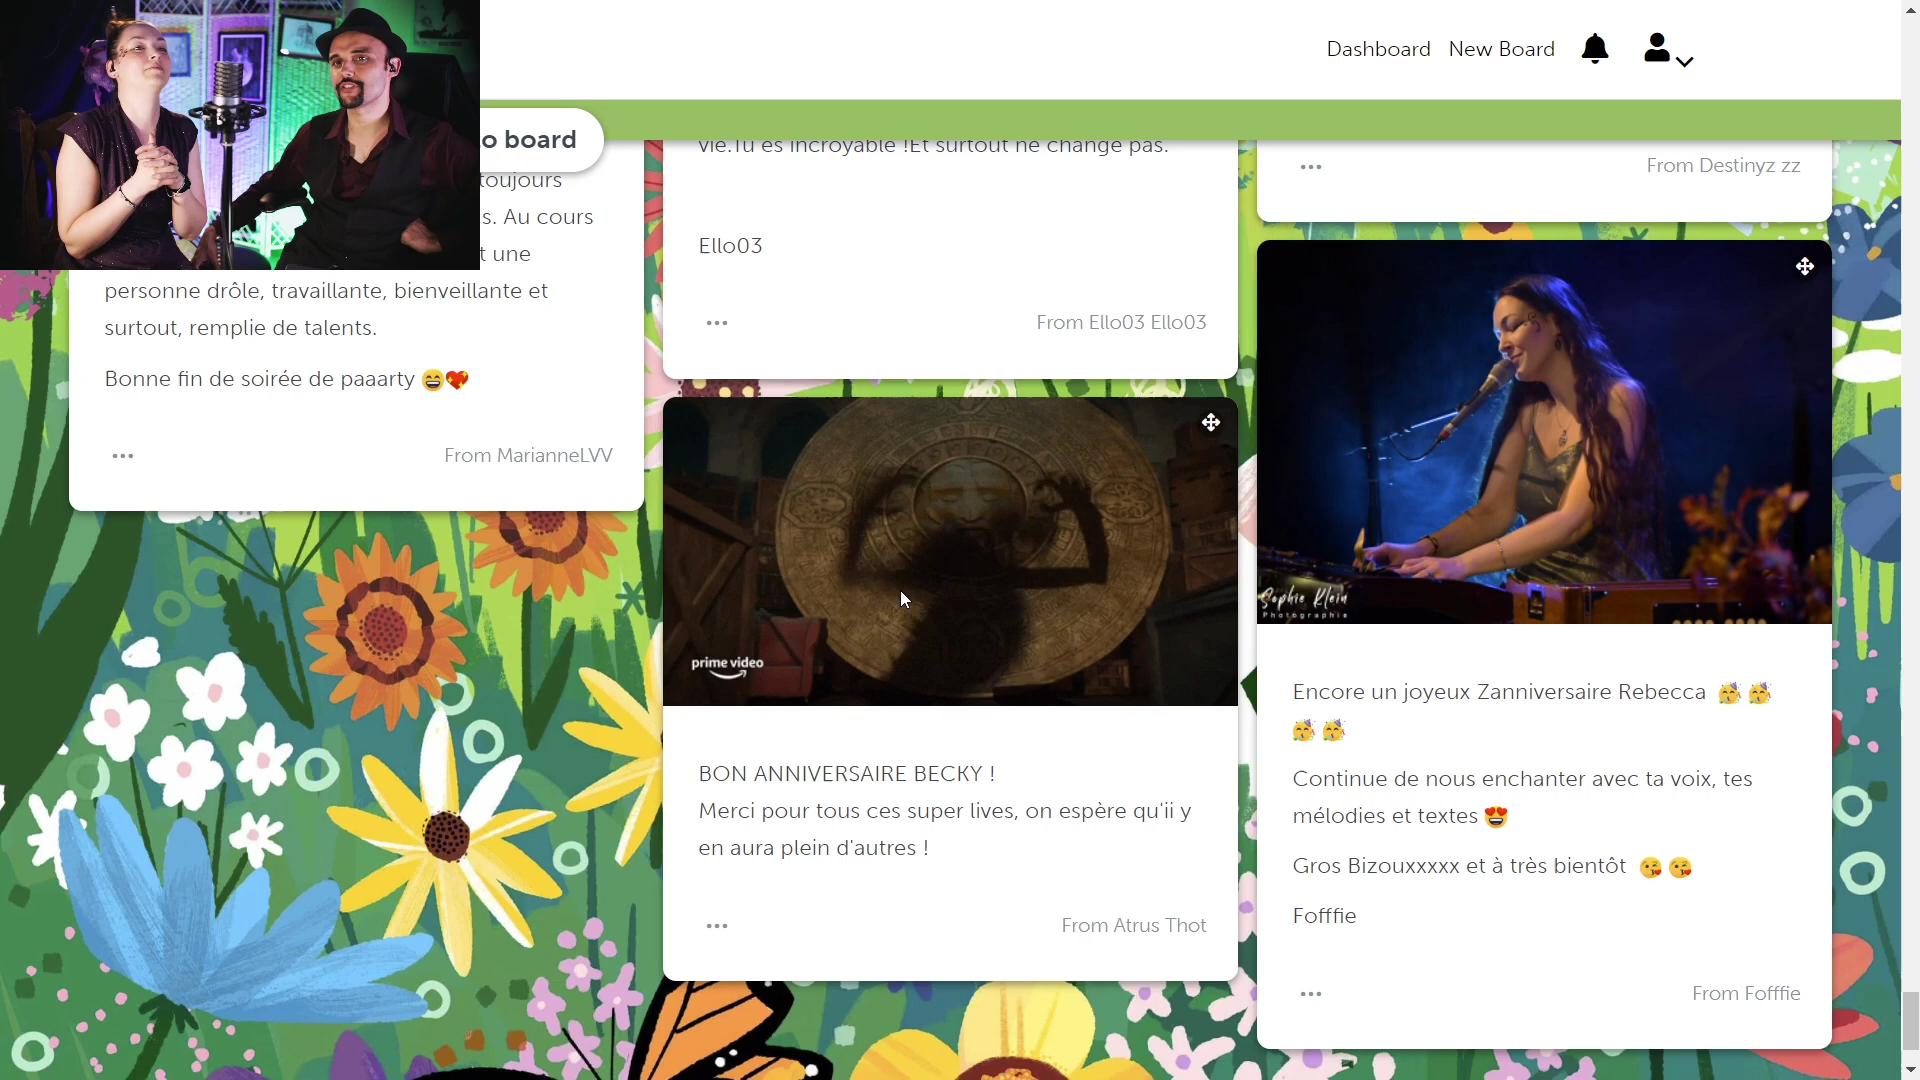 Dashboard New Board
o board
toujours
s. Au cours
t une
personne drôle, travaillante, bienveillante et
surtout, remplie de talents.
Bonne fin de soirée de paaarty 😄💖
From MarianneLVV
vie.Tu es incroyable !Et surtout ne change pas.
Ello03
From Ello03 Ello03
prime video
BON ANNIVERSAIRE BECKY !
Merci pour tous ces super lives, on espère qu'ii y
en aura plein d'autres !
From Atrus Thot
From Destinyz zz
Sophie Klein
Photographie
Encore un joyeux Zanniversaire Rebecca 🥳 🥳
🥳 🥳
Continue de nous enchanter avec ta voix, tes
mélodies et textes 😍
Gros Bizouxxxxx et à très bientôt 😘 😘
Fofffie
From Fofffie